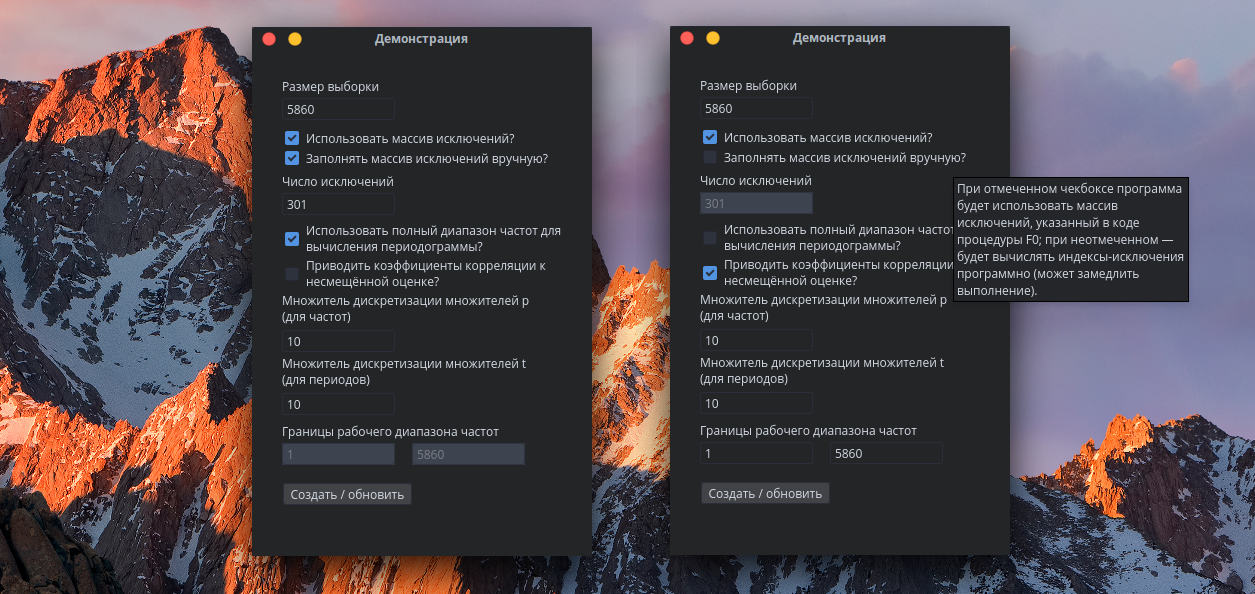 Демонстрация
Размер выборки
5860
Использовать массив исключений?
Заполнять массив исключений вручную?
Число исключений
301
Использовать полный диапазон частот для
вычисления периодограммы?
Приводить коэффициенты корреляции к
несмещённой оценке?
Множитель дискретизации множителей p
(для частот)
10
Множитель дискретизации множителей t
(для периодов)
10
Границы рабочего диапазона частот
1 5860
Создать / обновить
Демонстрация
Размер выборки
5860
Использовать массив исключений?
Заполнять массив исключений вручную?
Число исключений
301
Использовать полный диапазон частот
вычисления периодограммы?
Приводить коэффициенты корреляции
несмещённой оценке?
Множитель дискретизации множителей p
(для частот)
10
Множитель дискретизации множителей t
(для периодов)
10
Границы рабочего диапазона частот
1 5860
Создать / обновить
При отмеченном чекбоксе программа
будет использовать массив
исключений, указанный в коде
процедуры F0; при неотмеченном —
будет вычислять индексы-исключения
программно (может замедлить
выполнение).